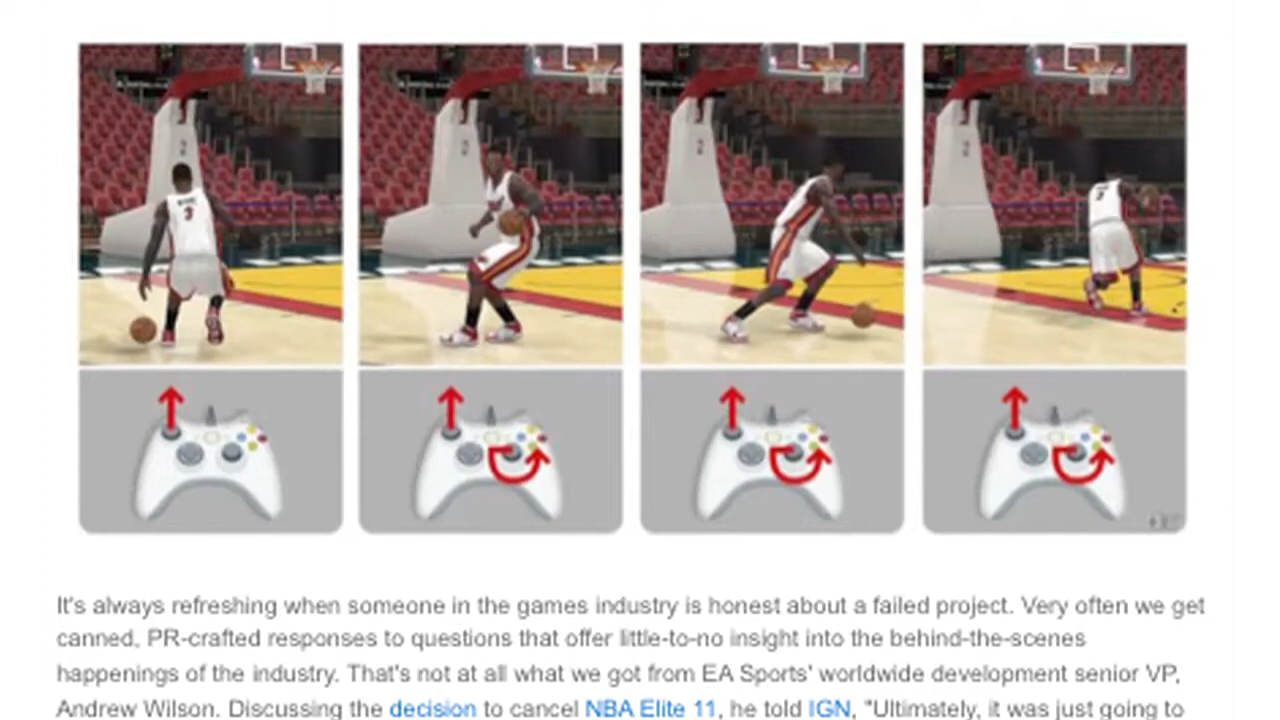 3
It's always refreshing when someone in the games industry is honest about a failed project. Very often we get
canned, PR-crafted responses to questions that offer little-to-no insight into the behind-the-scenes
happenings of the industry. That's not at all what we got from EA Sports' worldwide development senior VP,
Andrew Wilson. Discussing the decision to cancel NBA Elite 11, he told IGN, "Ultimately, it was just going to